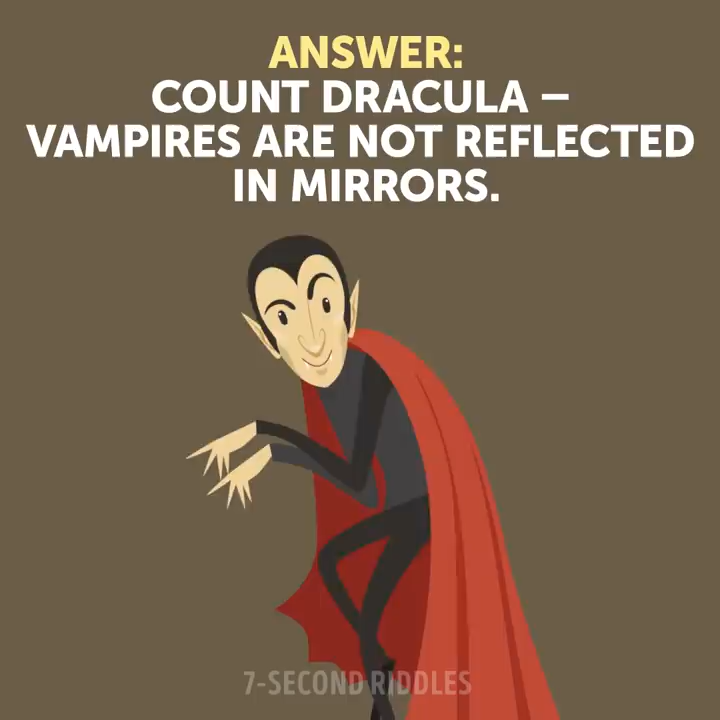 ANSWER:
COUNT DRACULA –
VAMPIRES ARE NOT REFLECTED
IN MIRRORS.
7-SECOND RIDDLES